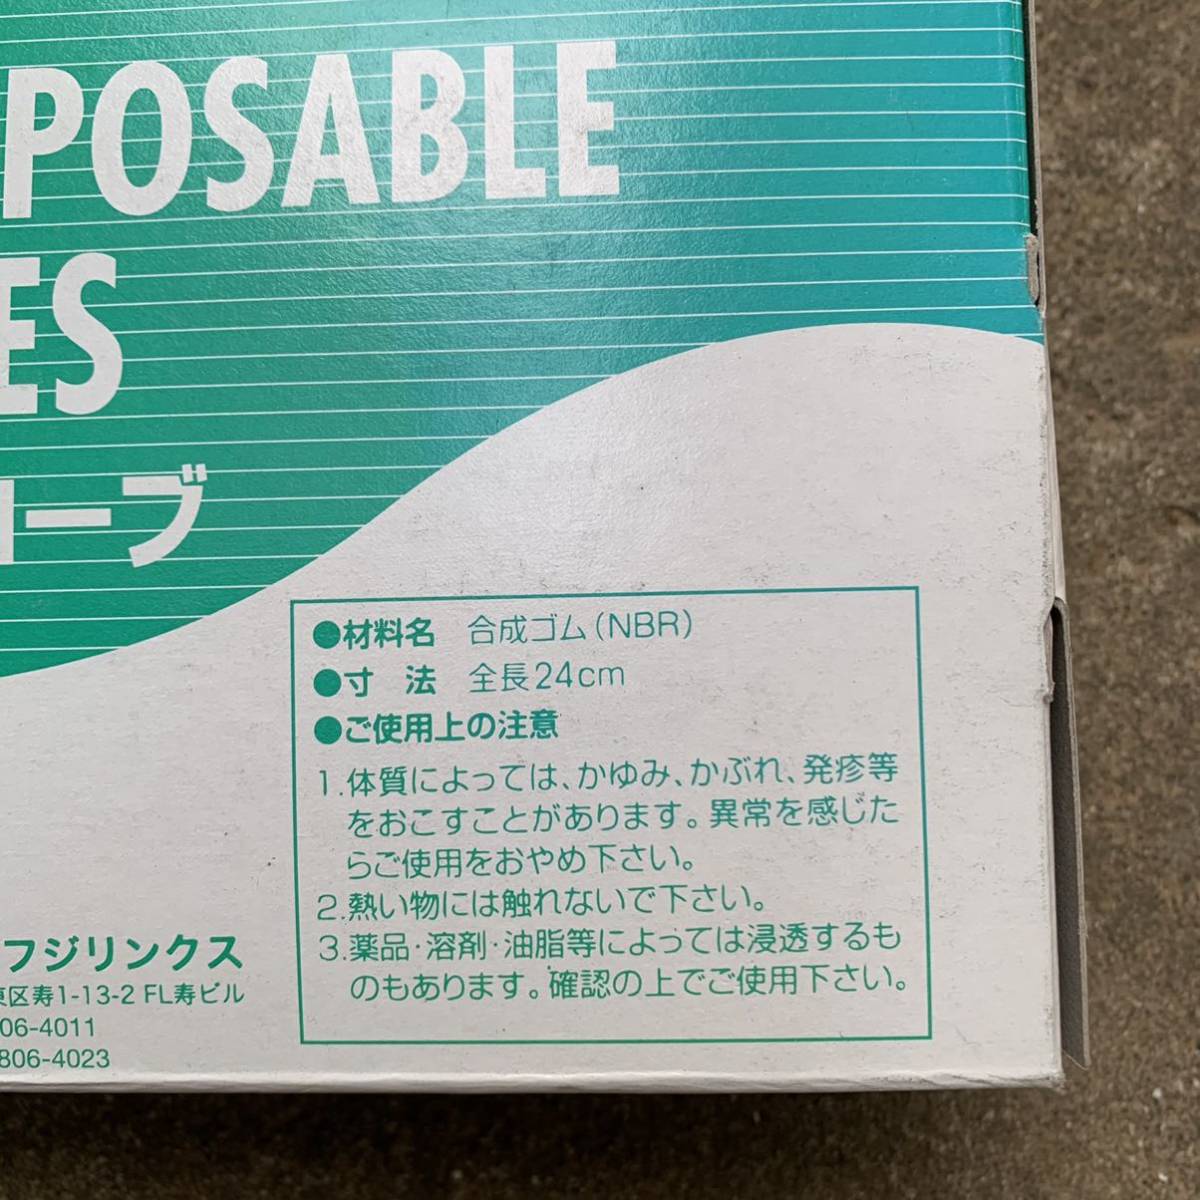 POSABLE
ES
ローブ
●材料名 合成ゴム(NBR)
●寸 法 全長24cm
●ご使用上の注意
1.体質によっては、かゆみ、かぶれ、発疹等
をおこすことがあります。異常を感じた
らご使用をおやめ下さい。
2.熱い物には触れないで下さい。
3.薬品・溶剤・油脂等によっては浸透するも
のもあります。確認の上でご使用下さい。
フジリンクス
東区寿1-13-2 FL寿ビル
06-4011
806-4023